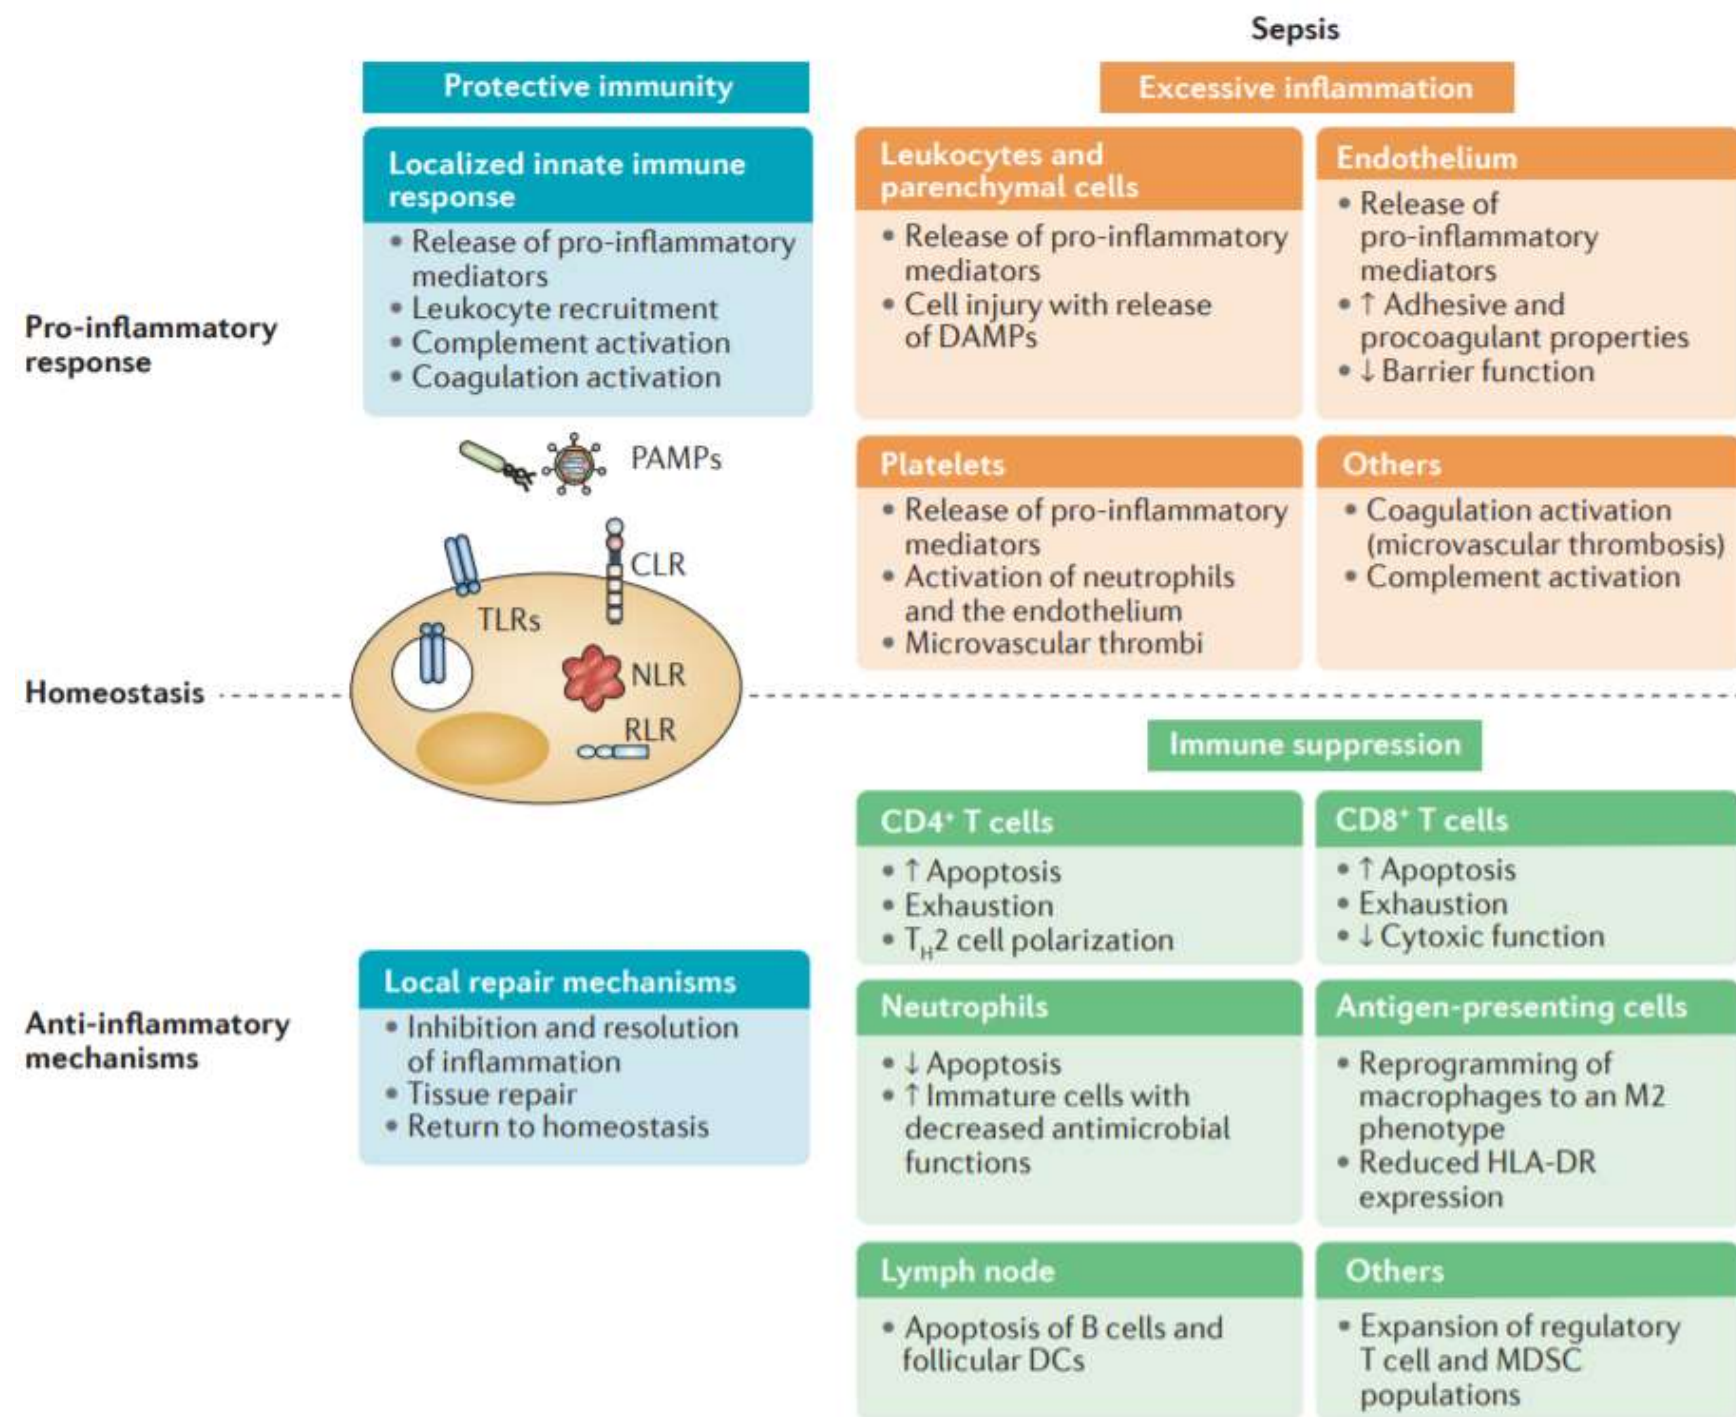 Sepsis
Protective immunity
Excessive inflammation
Localized innate immune
response
• Release of pro-inflammatory
mediators
• Leukocyte recruitment
• Complement activation
• Coagulation activation
Leukocytes and
parenchymal cells
• Release of pro-inflammatory
mediators
• Cell injury with release
of DAMPs
Endothelium
• Release of
pro-inflammatory
mediators
• ↑ Adhesive and
procoagulant properties
• ↓ Barrier function
Pro-inflammatory
response
PAMPs
CLR
TLRs
NLR
RLR
Platelets
• Release of pro-inflammatory
mediators
• Activation of neutrophils
and the endothelium
• Microvascular thrombi
Others
• Coagulation activation
(microvascular thrombosis)
• Complement activation
Homeostasis
Immune suppression
CD4⁺ T cells
• ↑ Apoptosis
• Exhaustion
• TH2 cell polarization
CD8⁺ T cells
• ↑ Apoptosis
• Exhaustion
• ↓ Cytoxic function
Anti-inflammatory
mechanisms
Local repair mechanisms
• Inhibition and resolution
of inflammation
• Tissue repair
• Return to homeostasis
Neutrophils
• ↓ Apoptosis
• ↑ Immature cells with
decreased antimicrobial
functions
Antigen-presenting cells
• Reprogramming of
macrophages to an M2
phenotype
• Reduced HLA-DR
expression
Lymph node
• Apoptosis of B cells and
follicular DCs
Others
• Expansion of regulatory
T cell and MDSC
populations